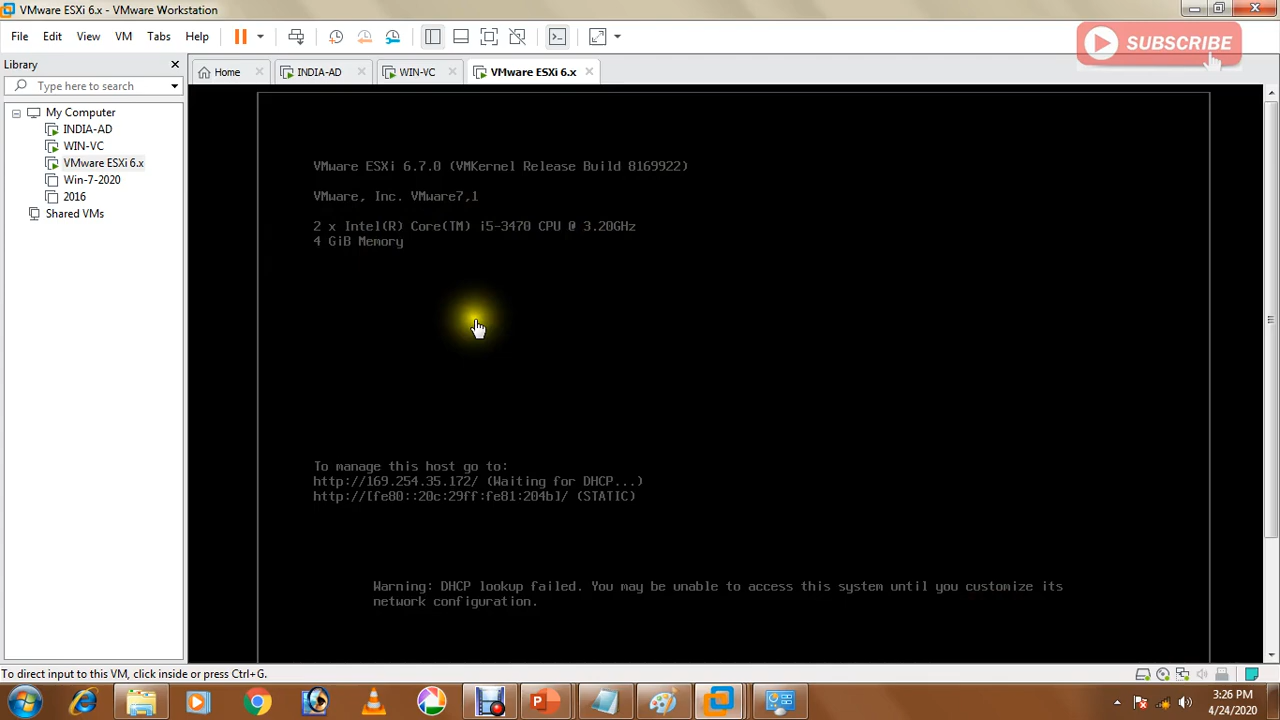 VMware ESXi 6.x - VMware Workstation
File Edit View VM Tabs Help
SUBSCRIBE
Library
Type here to search
Home INDIA-AD WIN-VC VMware ESXi 6.x
My Computer
INDIA-AD
WIN-VC
VMware ESXi 6.x
Win-7-2020
2016
Shared VMs
VMware ESXi 6.7.0 (VMKernel Release Build 8169922)
VMware, Inc. VMware7,1
2 x Intel(R) Core(TM) i5-3470 CPU @ 3.20GHz
4 GiB Memory
To manage this host go to:
http://169.254.35.172/ (Waiting for DHCP...)
http://[fe80::20c:29ff:fe81:204b]/ (STATIC)
Warning: DHCP lookup failed. You may be unable to access this system until you customize its
network configuration.
To direct input to this VM, click inside or press Ctrl+G.
3:26 PM
4/24/2020